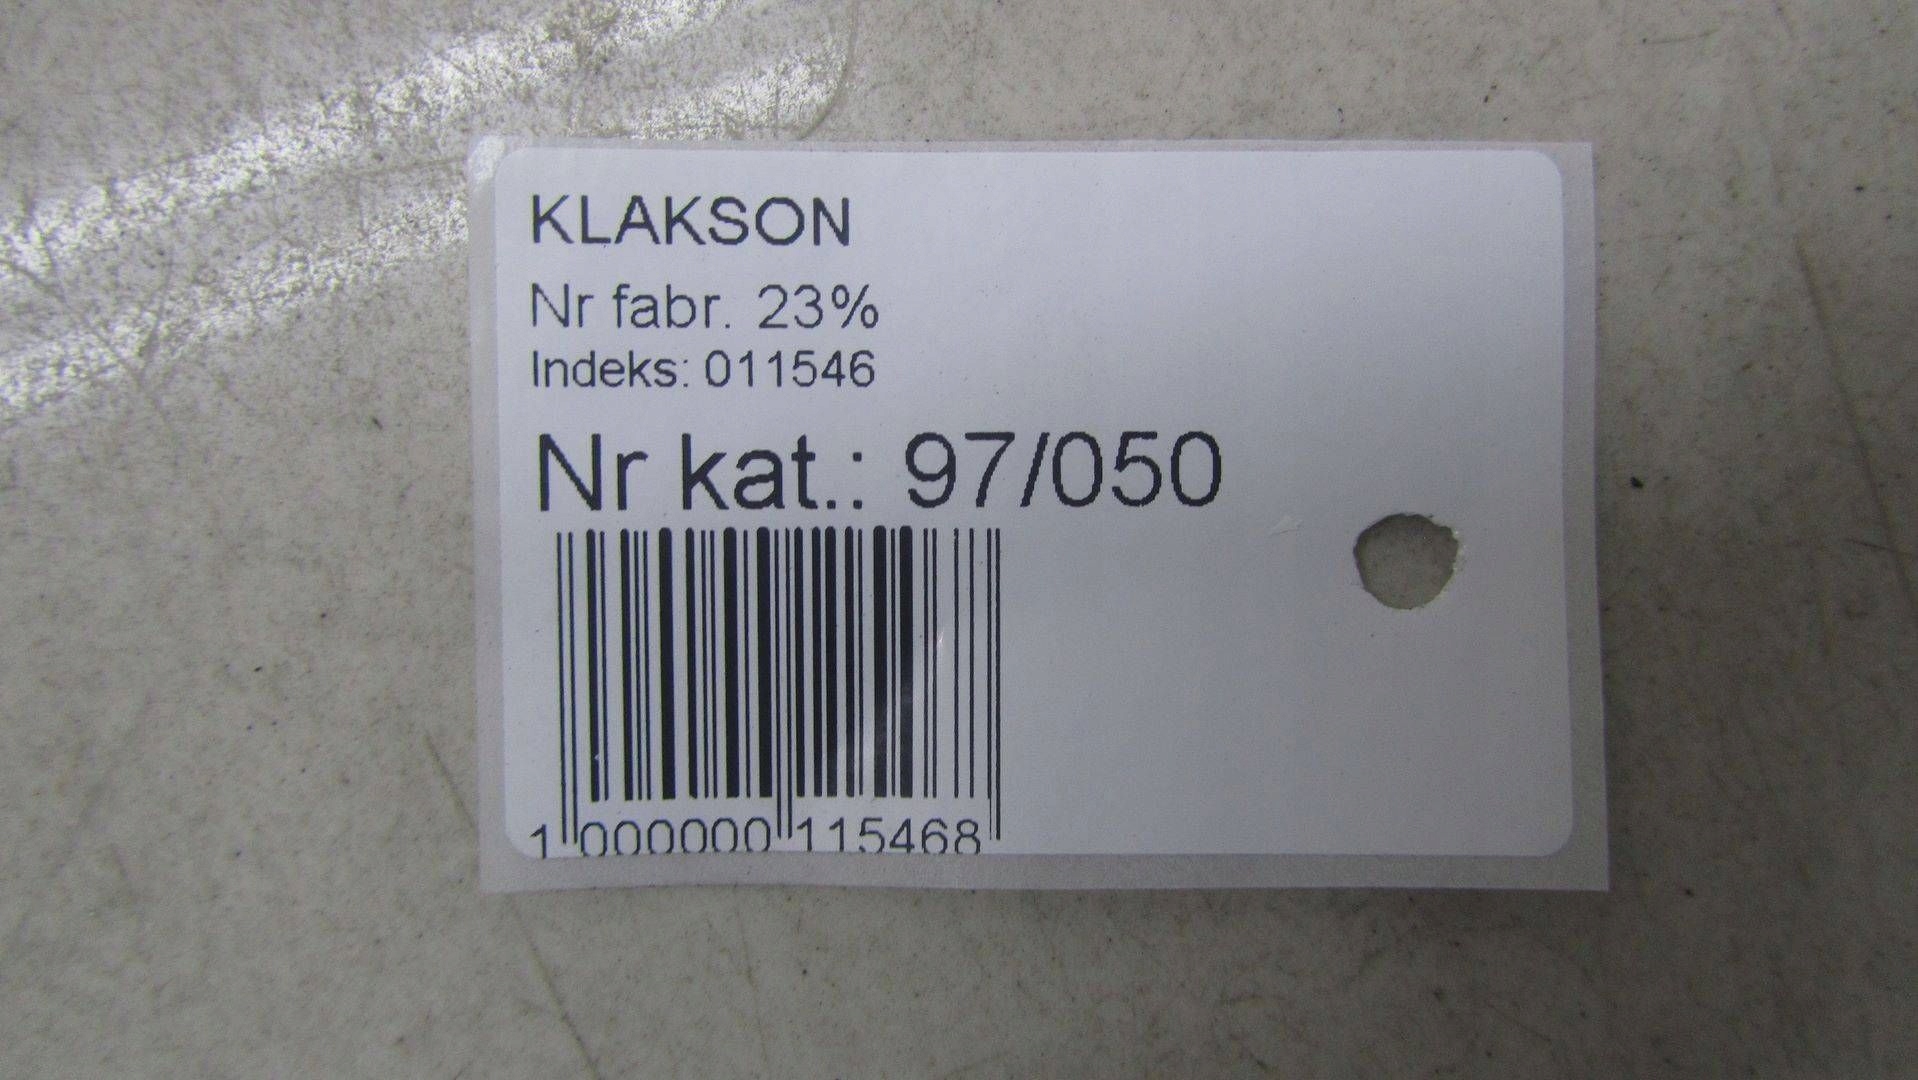 KLAKSON
Nr fabr. 23%
Indeks: 011546
Nr kat.: 97/050
1 000000 115468